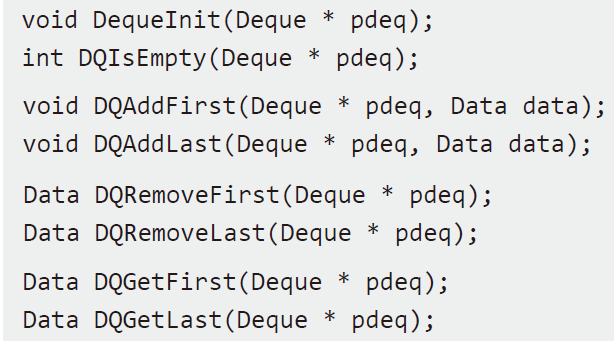 void DequeInit(Deque * pdeq);
int DQIsEmpty(Deque * pdeq);
void DQAddFirst(Deque * pdeq, Data data);
void DQAddLast(Deque * pdeq, Data data);
Data DQRemoveFirst(Deque * pdeq);
Data DQRemoveLast(Deque * pdeq);
Data DQGetFirst(Deque * pdeq);
Data DQGetLast(Deque * pdeq);